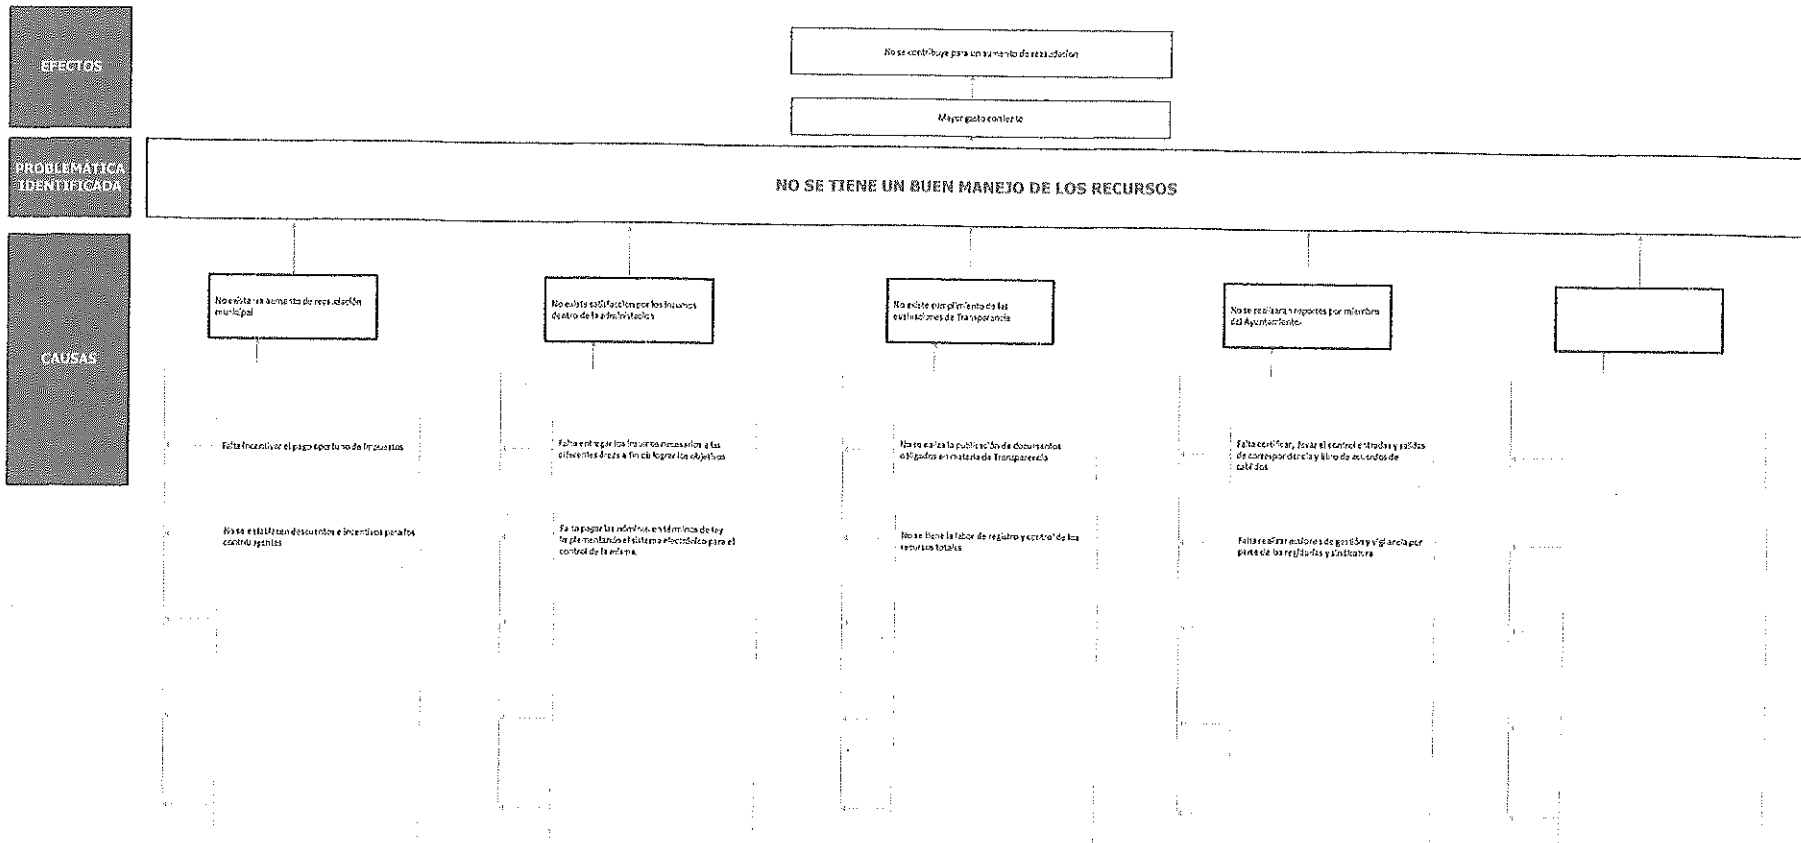 EFECTOS
No se contribuye para un aumento de recaudacion
Mayor gasto corriente
PROBLEMÁTICA
IDENTIFICADA
NO SE TIENE UN BUEN MANEJO DE LOS RECURSOS
CAUSAS
No existe un aumento de recaudación
municipal
No existe satisfaccion por los insumos
dentro de la administacion
No existe cumplimiento de las
evaluaciones de Transparencia
No se realizaran reportes por miembro
del Ayuntamiento
Falta incentivar el pago oportuno de impuestos
Falta entregar los insumos necesarios a las
diferentes áreas a fin de lograr los objetivos
No se la publicación de documentos
obligados en materia de Transparencia
Falta certificar, llevar el control entradas y salidas
de correspondencia y libro de acuerdos de
cabildos
No se establecen descuentos e incentivos para los
Falta pagar las nóminas en términos de ley
implementando el sistema electrónico para el
control de la misma.
No se tiene la labor de registro y control de los
recursos totales
Falta realizar acciones de gestión y vigilancia por
parte de las regidurías y sindicatura